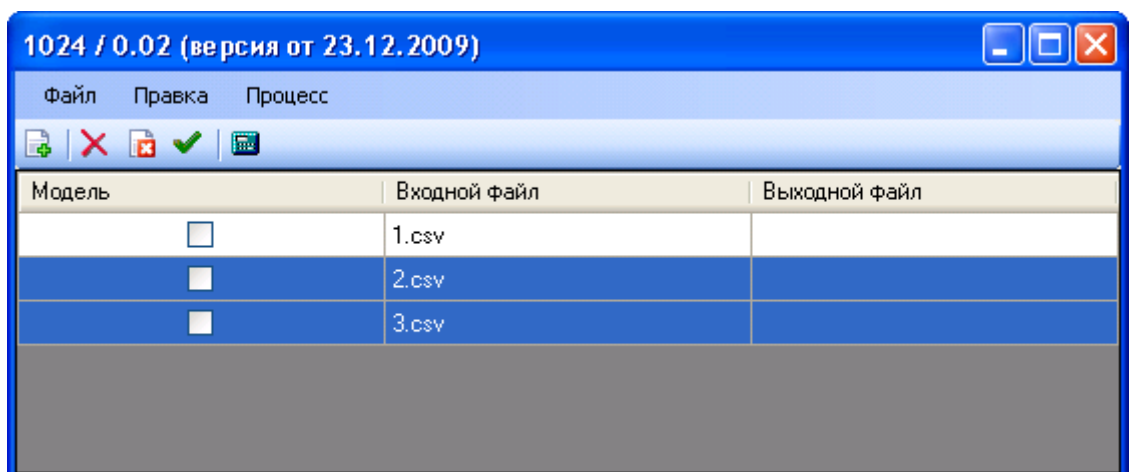 1024 / 0.02 (версия от 23.12.2009)
Файл Правка Процесс
Модель Входной файл Выходной файл
1.csv
2.csv
3.csv